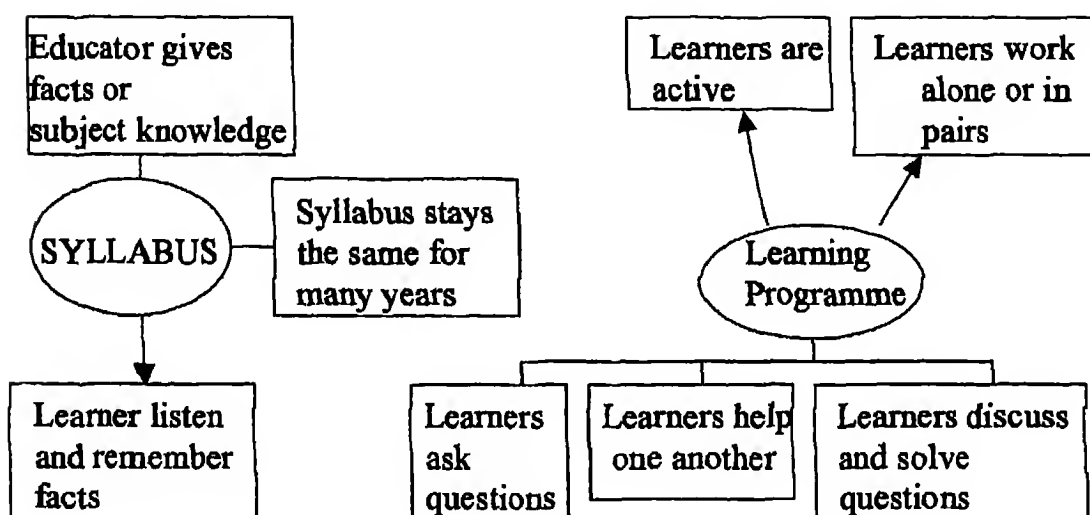 Educator gives
facts or
subject knowledge
SYLLABUS
Syllabus stays
the same for
many years
Learner listen
and remember
facts
Learners are
active
Learners work
alone or in
pairs
Learning
Programme
Learners
ask
questions
Learners help
one another
Learners discuss
and solve
questions